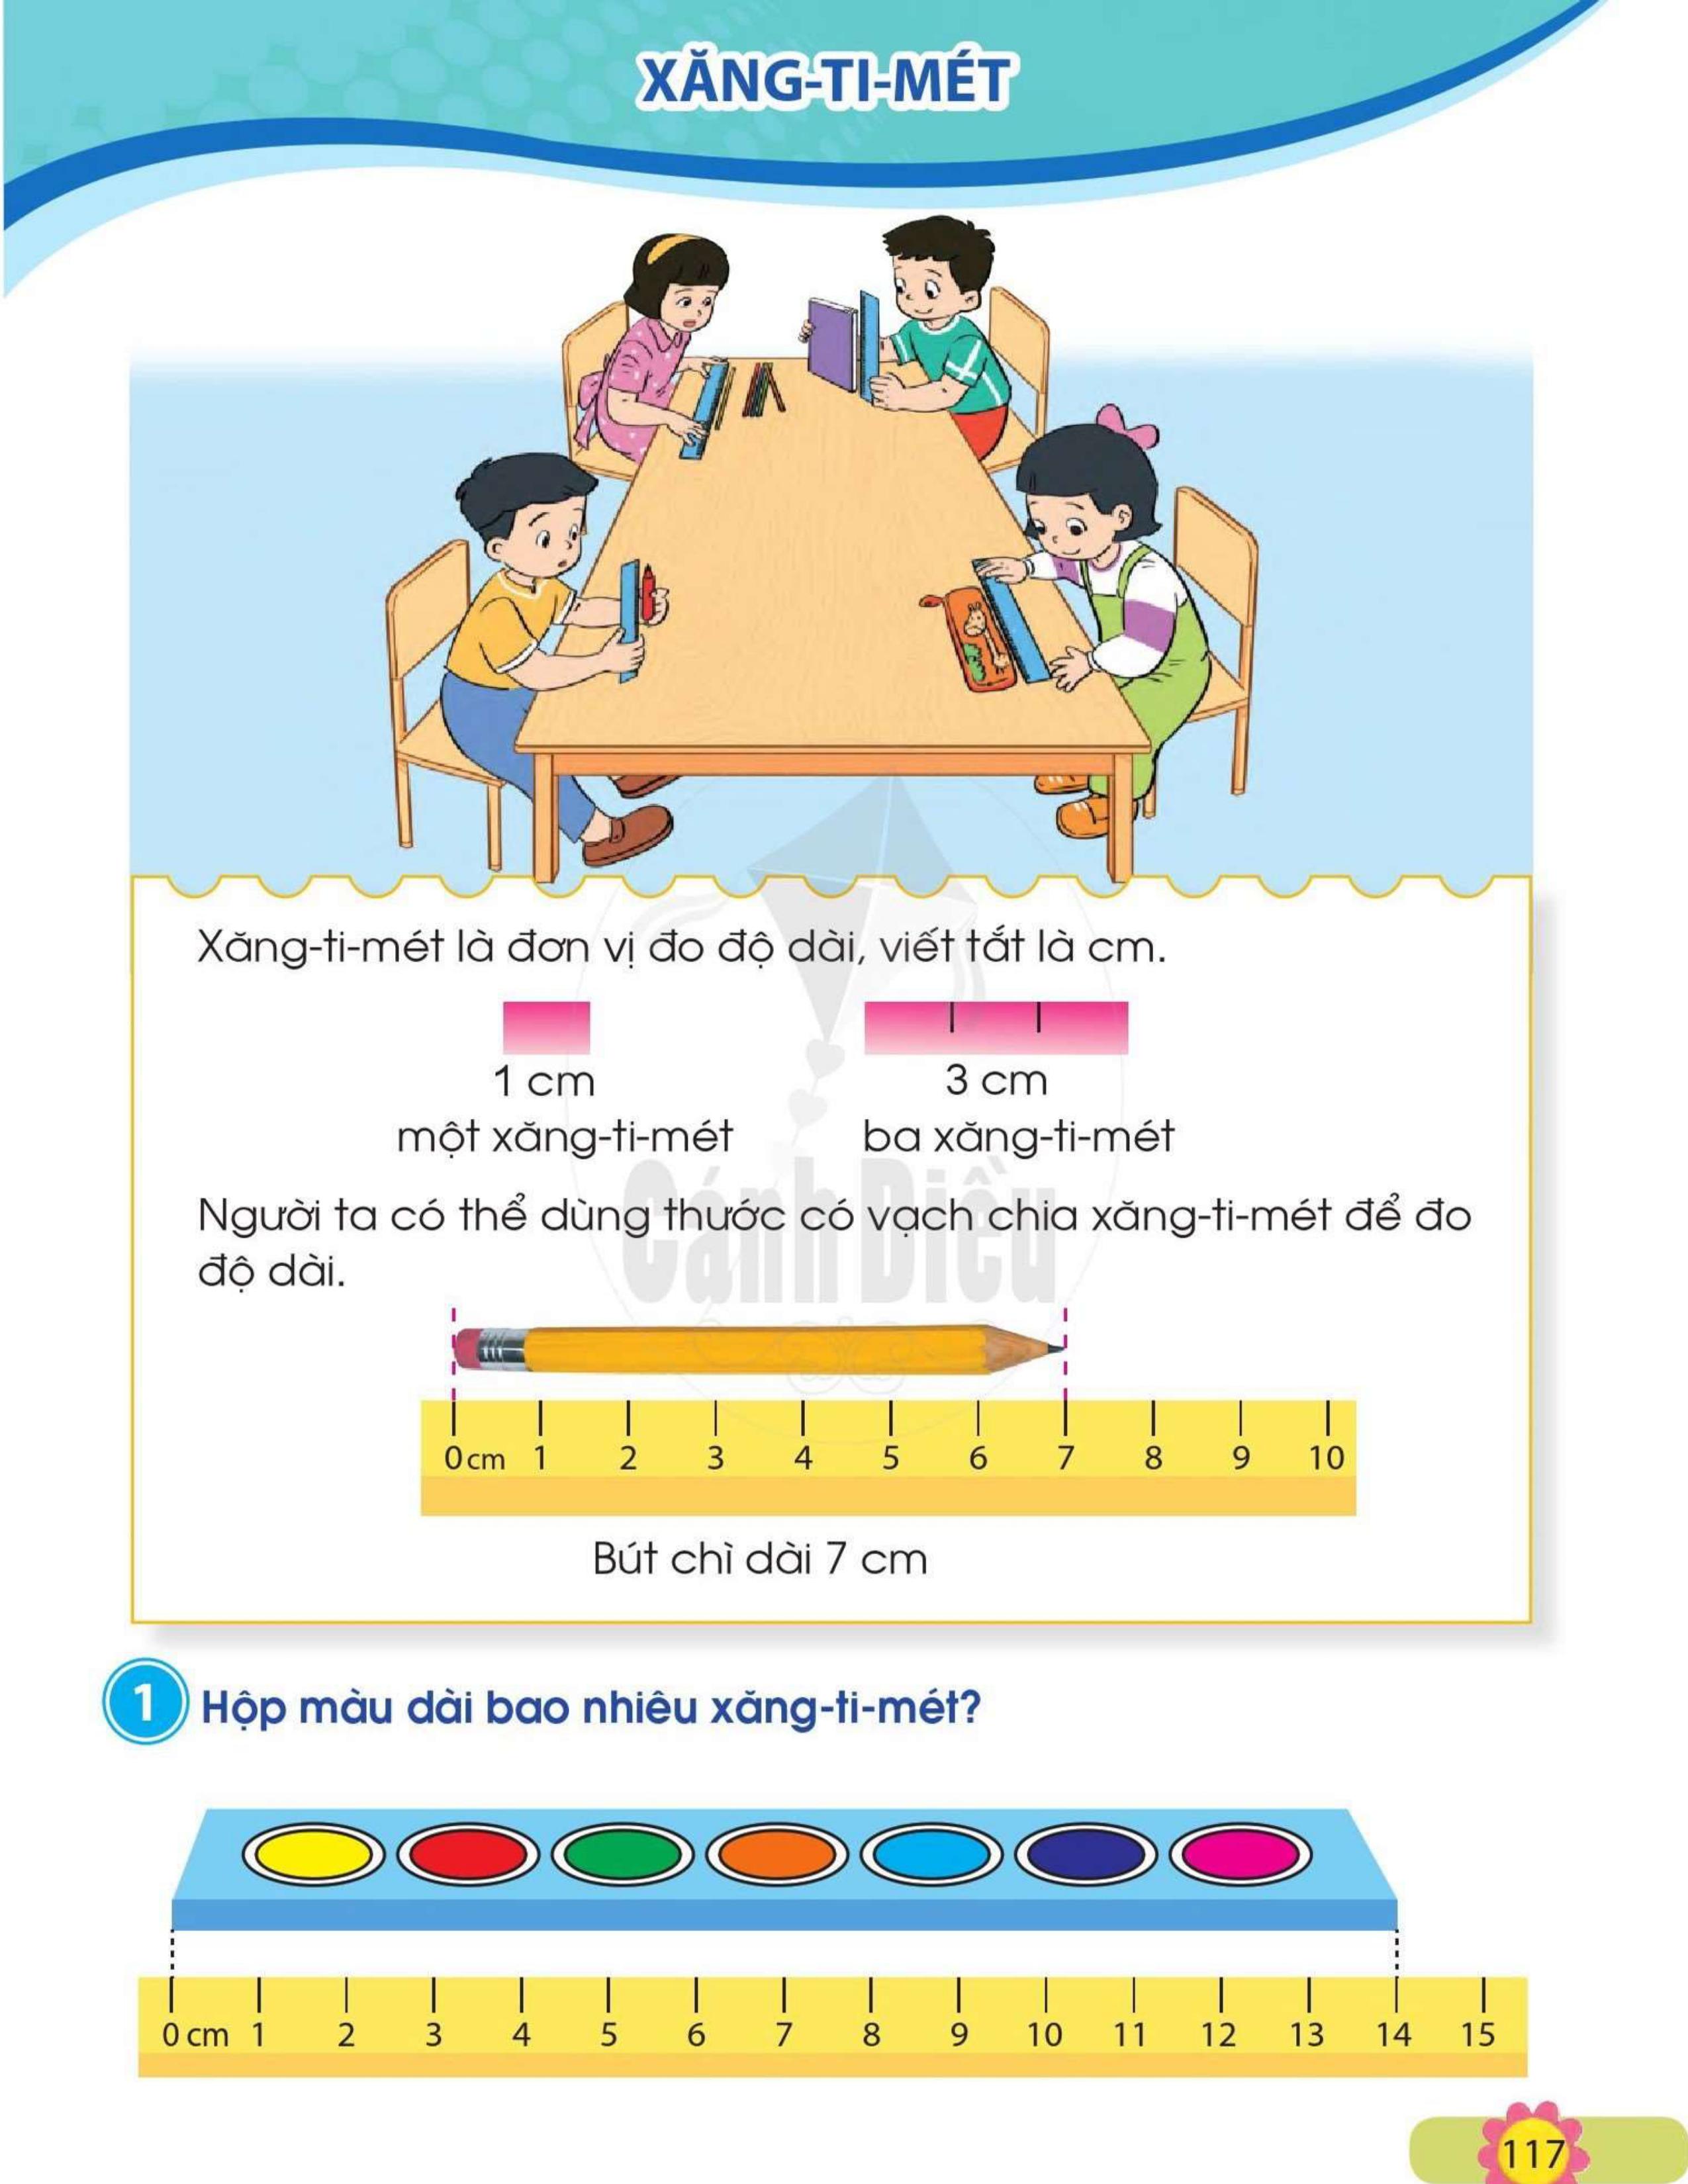 XĂNG-TI-MÉT
Xăng-ti-mét là đơn vị đo độ dài, viết tắt là cm.
1 cm 3 cm
một xăng-ti-mét ba xăng-ti-mét
Người ta có thể dùng thước có vạch chia xăng-ti-mét để đo
độ dài.
Cánh Diều
0 cm 1 2 3 4 5 6 7 8 9 10
Bút chì dài 7 cm
1 Hộp màu dài bao nhiêu xăng-ti-mét?
0 cm 1 2 3 4 5 6 7 8 9 10 11 12 13 14 15
117